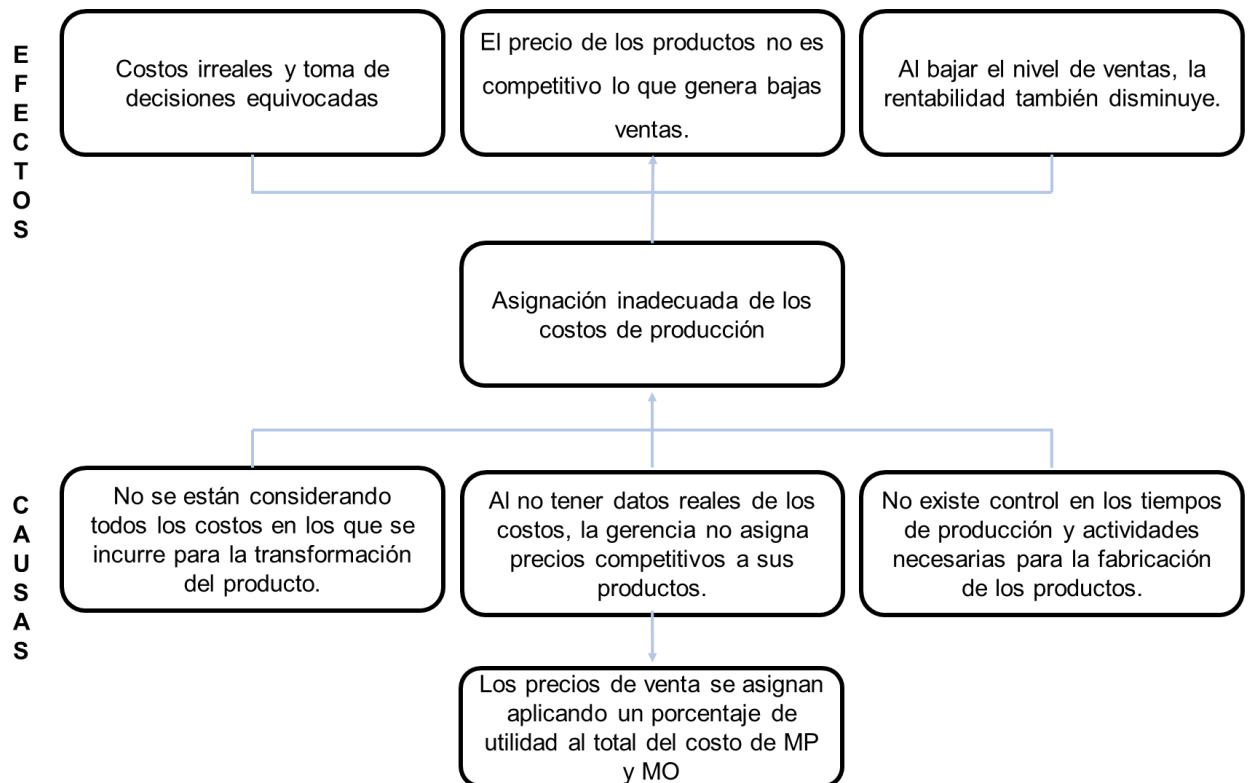 EFECTOS
Costos irreales y toma de
decisiones equivocadas
El precio de los productos no es
competitivo lo que genera bajas
ventas.
Al bajar el nivel de ventas, la
rentabilidad también disminuye.
Asignación inadecuada de los
costos de producción
CAUSAS
No se están considerando
todos los costos en los que se
incurre para la transformación
del producto.
Al no tener datos reales de los
costos, la gerencia no asigna
precios competitivos a sus
productos.
No existe control en los tiempos
de producción y actividades
necesarias para la fabricación
de los productos.
Los precios de venta se asignan
aplicando un porcentaje de
utilidad al total del costo de MP
y MO